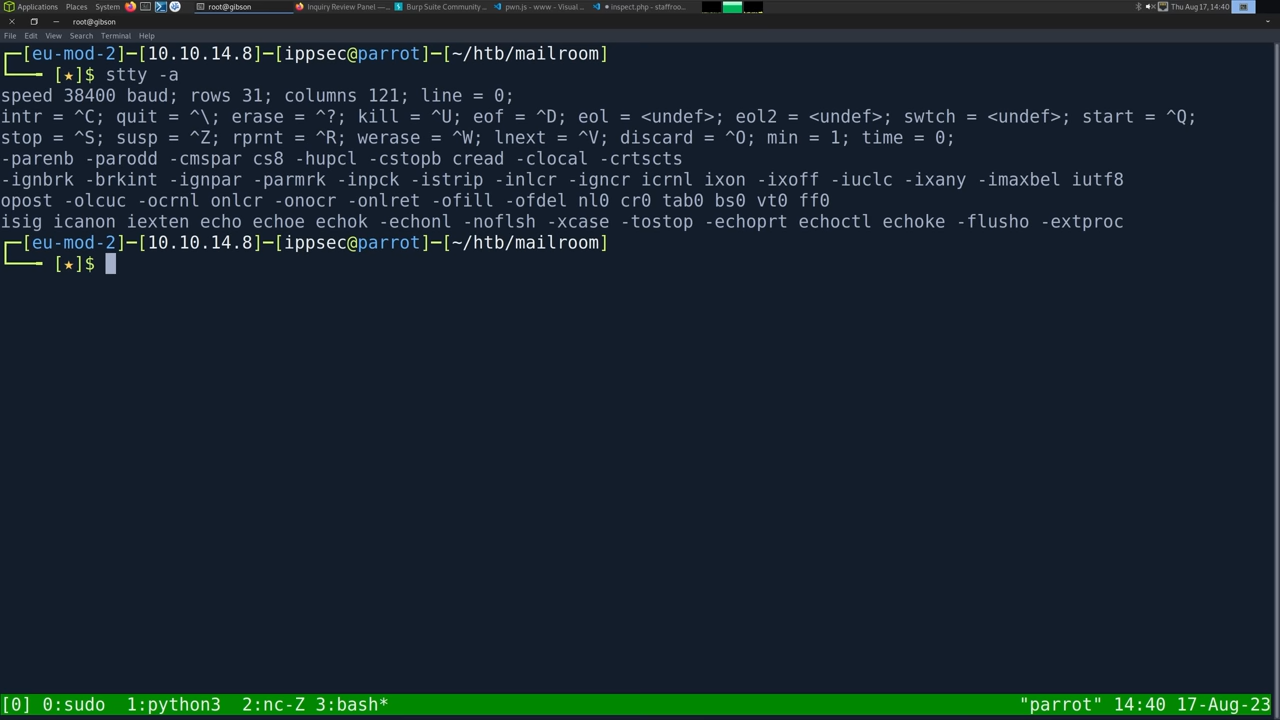 Applications Places System root@gibson Inquiry Review Panel —... Burp Suite Community ... pwn.js - www - Visual ... inspect.php - staffroo... Thu Aug 17, 14:40
root@gibson
File Edit View Search Terminal Help
┌─[eu-mod-2]─[10.10.14.8]─[ippsec@parrot]─[~/htb/mailroom]
└──╼ [★]$ stty -a
speed 38400 baud; rows 31; columns 121; line = 0;
intr = ^C; quit = ^\; erase = ^?; kill = ^U; eof = ^D; eol = <undef>; eol2 = <undef>; swtch = <undef>; start = ^Q;
stop = ^S; susp = ^Z; rprnt = ^R; werase = ^W; lnext = ^V; discard = ^O; min = 1; time = 0;
-parenb -parodd -cmspar cs8 -hupcl -cstopb cread -clocal -crtscts
-ignbrk -brkint -ignpar -parmrk -inpck -istrip -inlcr -igncr icrnl ixon -ixoff -iuclc -ixany -imaxbel iutf8
opost -olcuc -ocrnl onlcr -onocr -onlret -ofill -ofdel nl0 cr0 tab0 bs0 vt0 ff0
isig icanon iexten echo echoe echok -echonl -noflsh -xcase -tostop -echoprt echoctl echoke -flusho -extproc
┌─[eu-mod-2]─[10.10.14.8]─[ippsec@parrot]─[~/htb/mailroom]
└──╼ [★]$
[0] 0:sudo 1:python3 2:nc-Z 3:bash* "parrot" 14:40 17-Aug-23